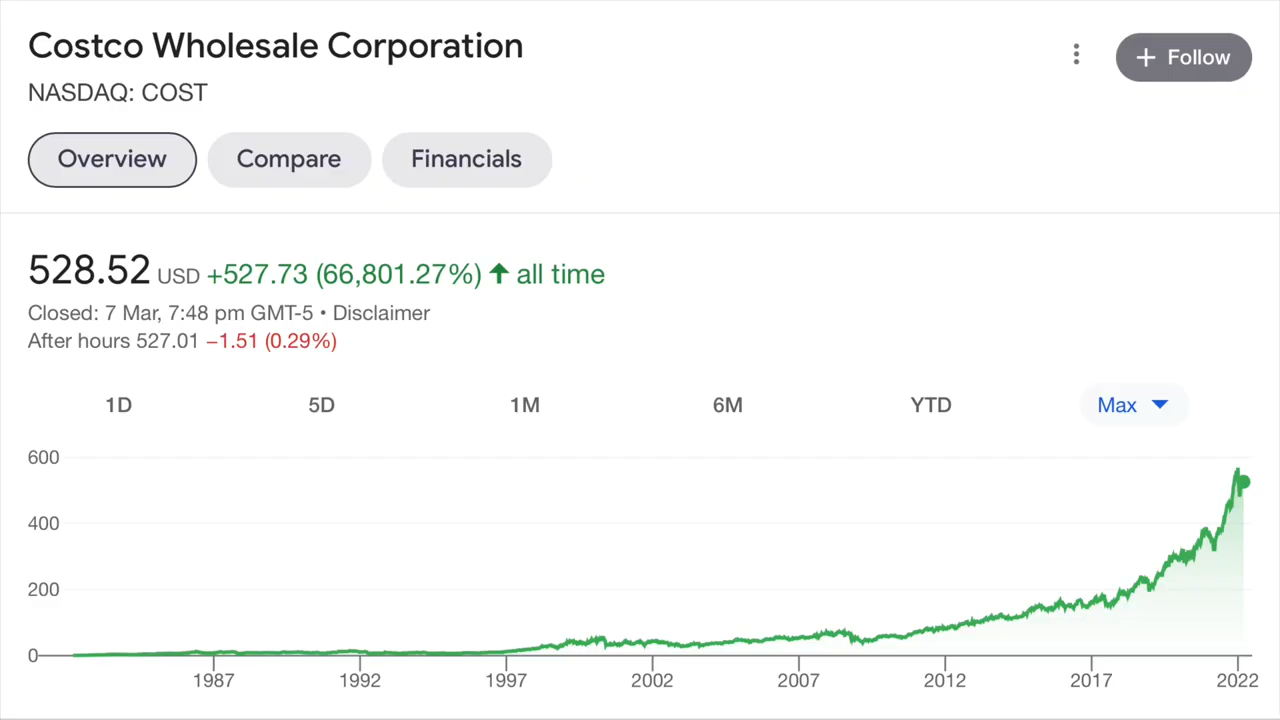 Costco Wholesale Corporation
+ Follow
NASDAQ: COST
Overview
Compare
Financials
528.52 USD +527.73 (66,801.27%) ↑ all time
Closed: 7 Mar, 7:48 pm GMT-5 • Disclaimer
After hours 527.01 −1.51 (0.29%)
1D
5D
1M
6M
YTD
Max
600
400
200
0
1987
1992
1997
2002
2007
2012
2017
2022